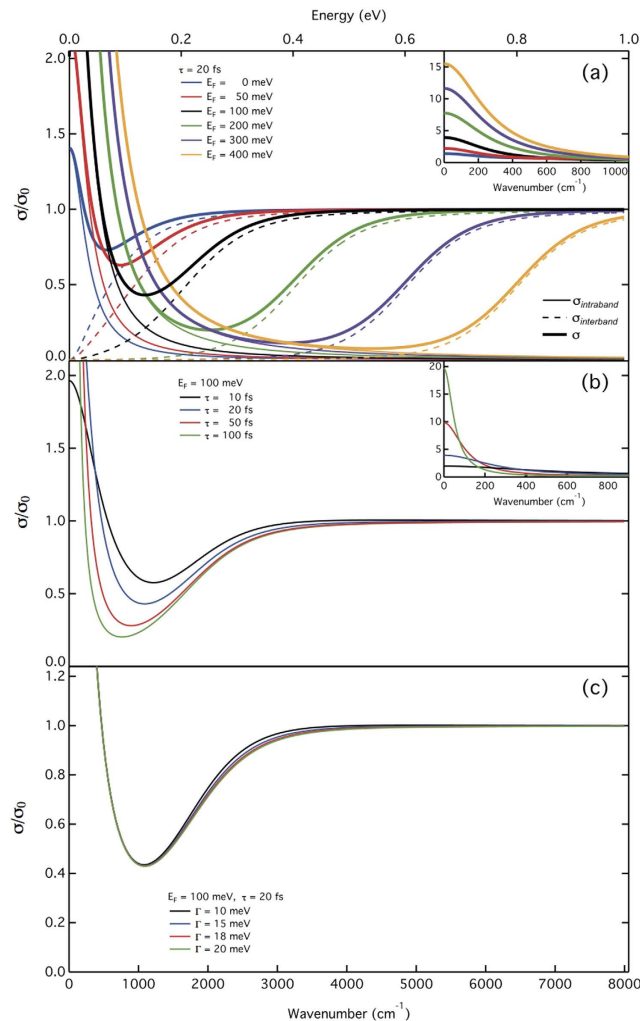 Energy (eV)
0.0 0.2 0.4 0.6 0.8 1.0
2.0
1.5
1.0
0.5
0.0
σ/σ0
τ = 20 fs
EF = 0 meV
EF = 50 meV
EF = 100 meV
EF = 200 meV
EF = 300 meV
EF = 400 meV
(a)
15
10
5
0
0 200 400 600 800 1000
Wavenumber (cm-1)
σintraband
σinterband
σ
2.0
1.5
1.0
0.5
0.0
σ/σ0
EF = 100 meV
τ = 10 fs
τ = 20 fs
τ = 50 fs
τ = 100 fs
(b)
20
15
10
5
0
0 200 400 600 800
Wavenumber (cm-1)
(c)
1.2
1.0
0.8
0.6
0.4
0.2
0.0
σ/σ0
EF = 100 meV, τ = 20 fs
Γ = 10 meV
Γ = 15 meV
Γ = 18 meV
Γ = 20 meV
0 1000 2000 3000 4000 5000 6000 7000 8000
Wavenumber (cm-1)